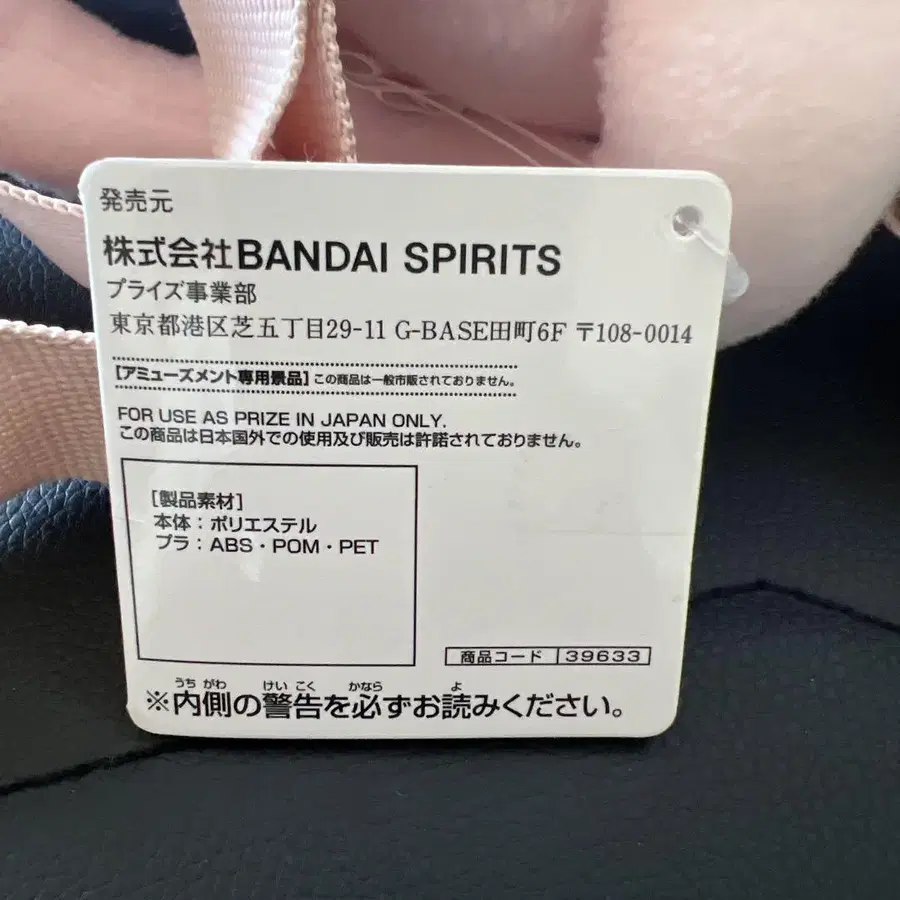 発売元
株式会社BANDAI SPIRITS
プライズ事業部
東京都港区芝五丁目29-11 G-BASE田町6F 〒108-0014
[アミューズメント専用景品] この商品は一般市販されておりません。
FOR USE AS PRIZE IN JAPAN ONLY.
この商品は日本国外での使用及び販売は許諾されておりません。
[製品素材]
本体:ポリエステル
プラ:ABS・POM・PET
商品コード 39633
うち がわ けい こく かなら よ
※内側の警告を必ずお読みください。